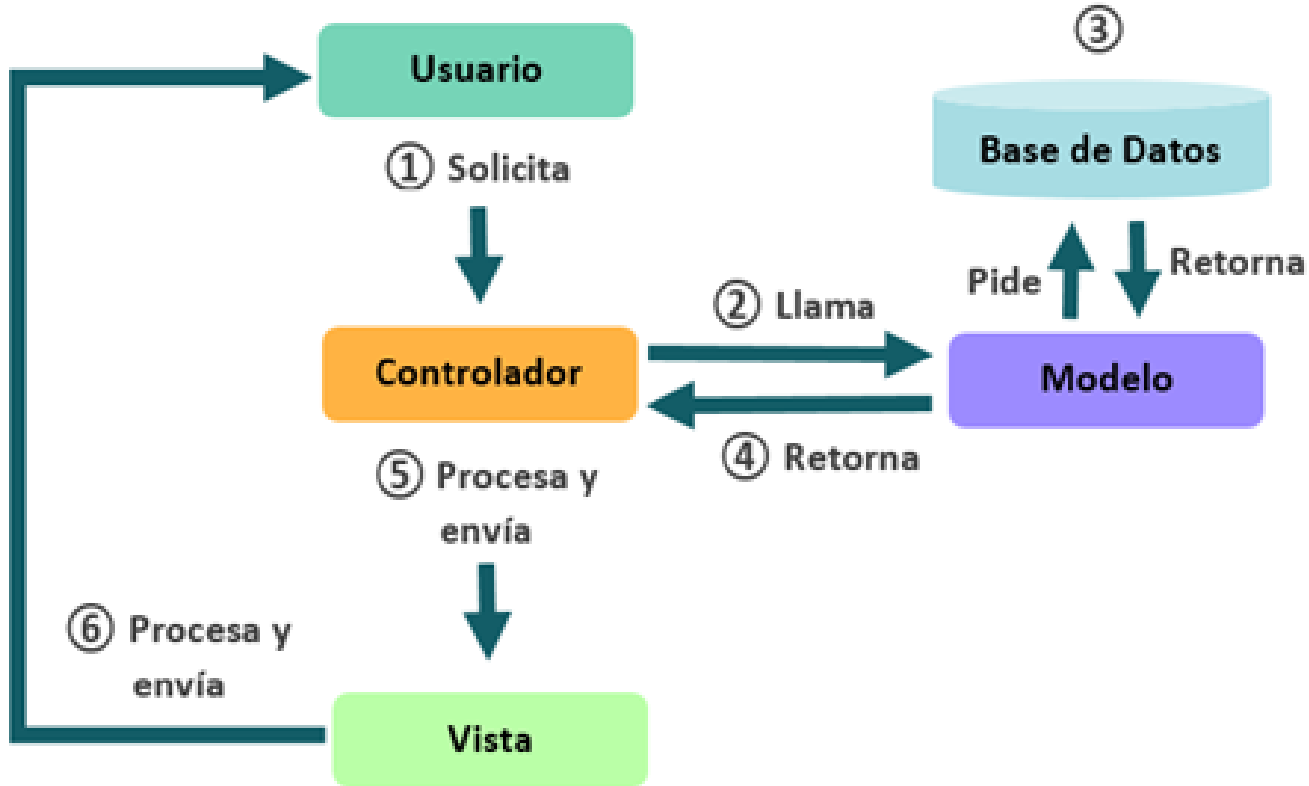 ③
Usuario
Base de Datos
① Solicita
Pide
Retorna
② Llama
Controlador
Modelo
④ Retorna
⑤ Procesa y
envía
⑥ Procesa y
envía
Vista